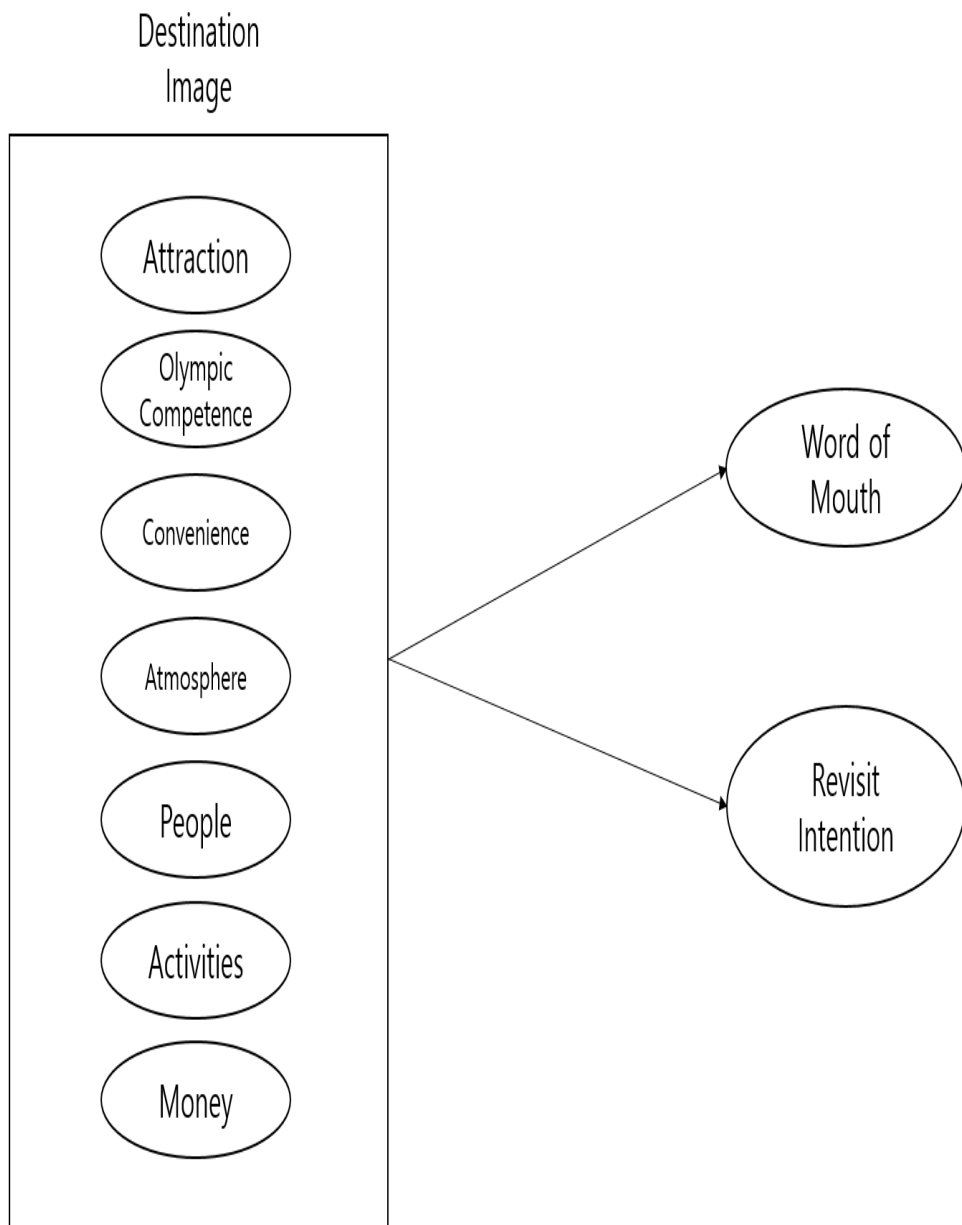 Destination
Image
Attraction
Olympic
Competence
Convenience
Atmosphere
People
Activities
Money
Word of
Mouth
Revisit
Intention